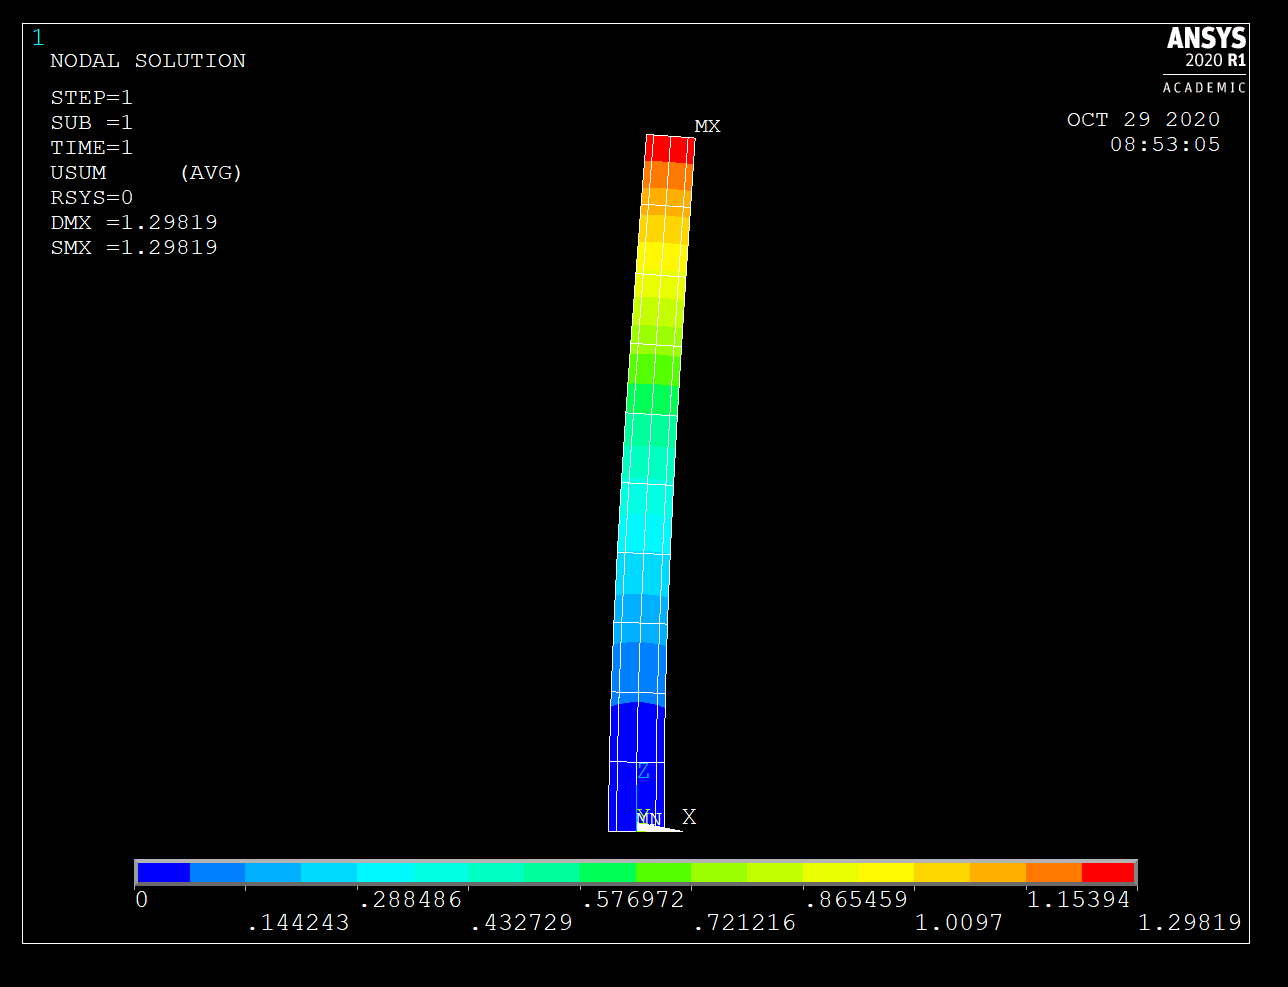 1
NODAL SOLUTION
STEP=1
SUB =1
TIME=1
USUM (AVG)
RSYS=0
DMX =1.29819
SMX =1.29819
ANSYS
2020 R1
ACADEMIC
OCT 29 2020
08:53:05
MX
Z
Y
MN
X
0
.144243
.288486
.432729
.576972
.721216
.865459
1.0097
1.15394
1.29819